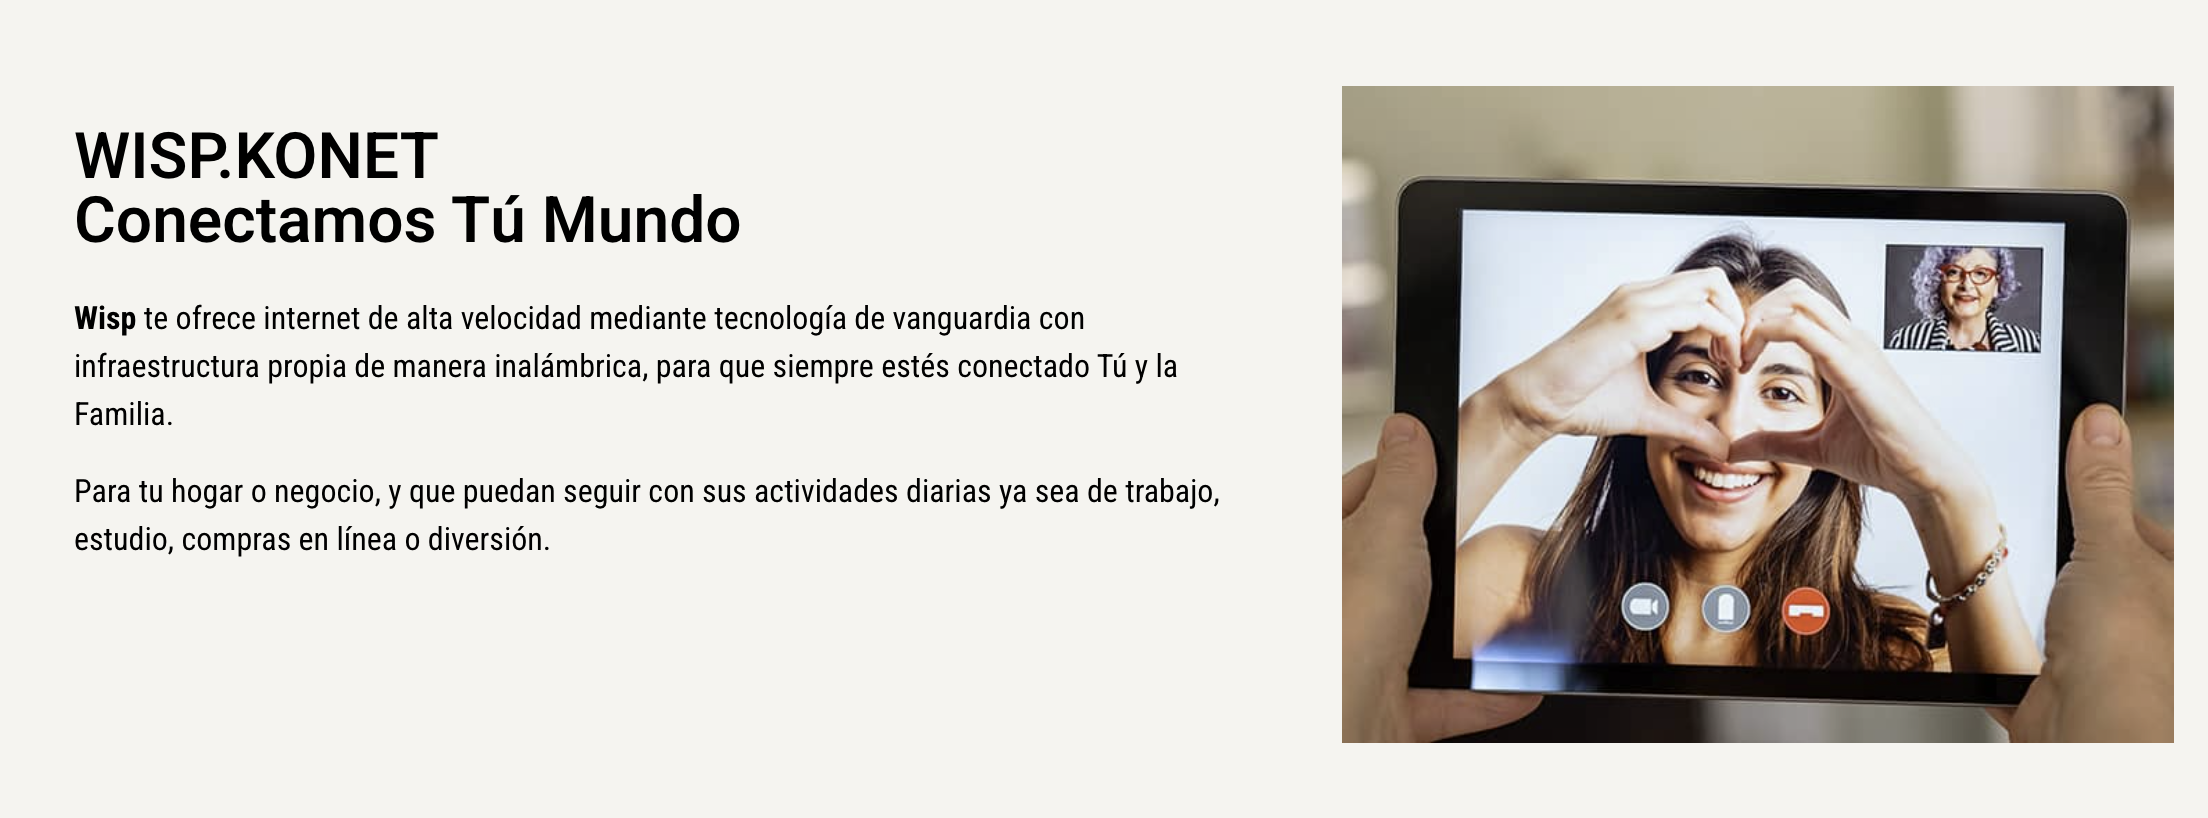 WISP.KONET
Conectamos Tú Mundo
Wisp te ofrece internet de alta velocidad mediante tecnología de vanguardia con
infraestructura propia de manera inalámbrica, para que siempre estés conectado Tú y la
Familia.
Para tu hogar o negocio, y que puedan seguir con sus actividades diarias ya sea de trabajo,
estudio, compras en línea o diversión.